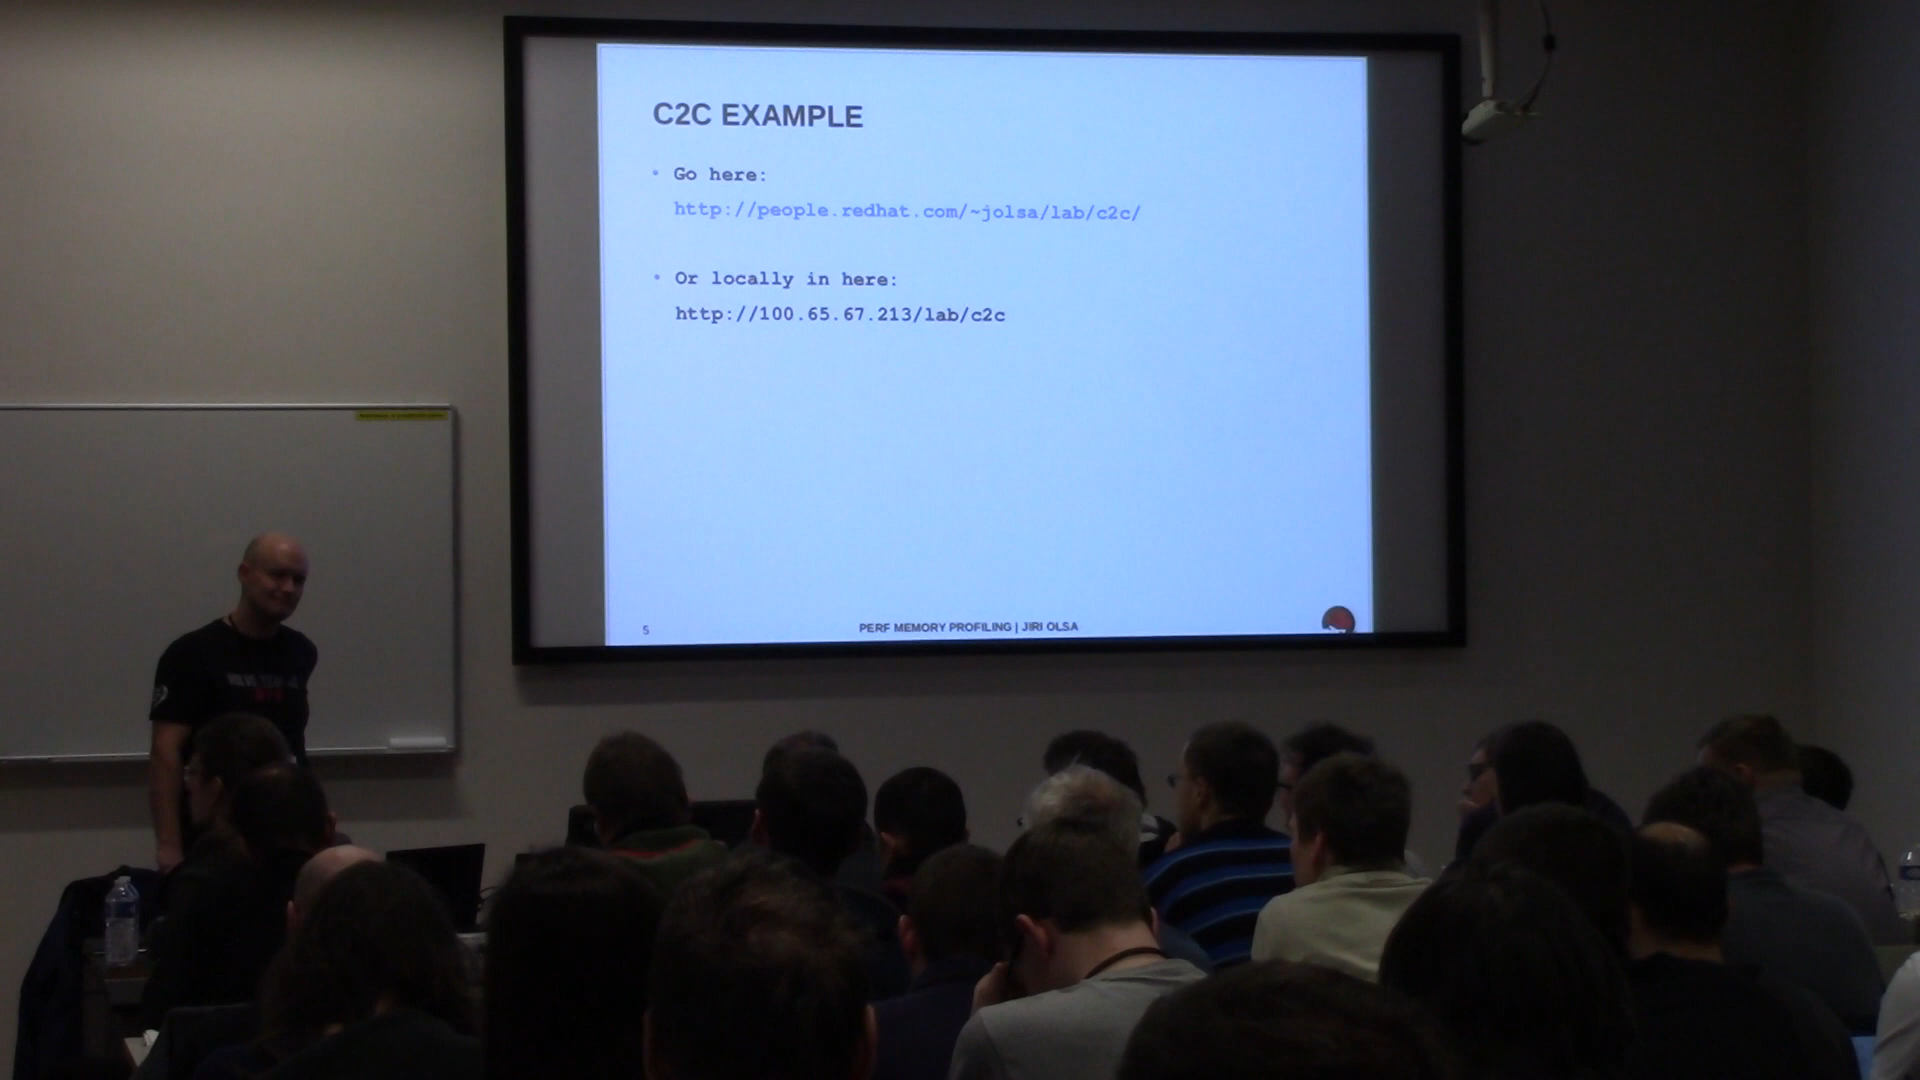 C2C EXAMPLE
• Go here:
http://people.redhat.com/~jolsa/lab/c2c/
• Or locally in here:
http://100.65.67.213/lab/c2c
5
PERF MEMORY PROFILING | JIRI OLSA